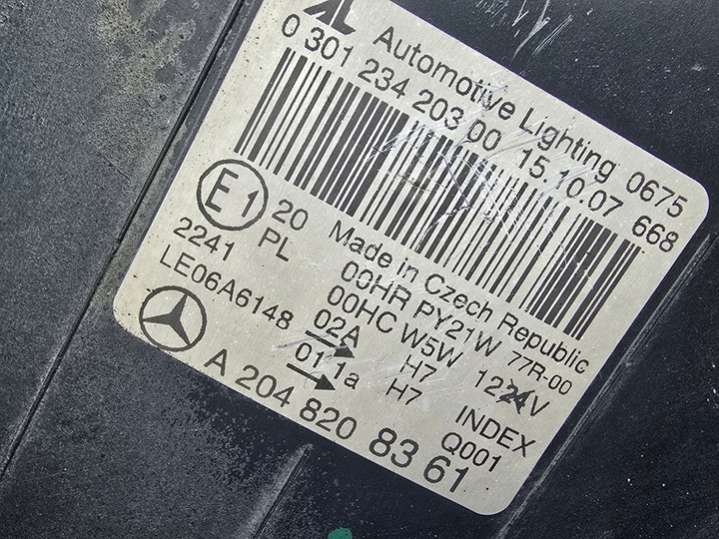 AL Automotive Lighting 0675
0 301 234 203 00 15.10.07 668
E1 20 PL
2241
LE06A6148
Made in Czech Republic
00HR PY21W 77R-00
00HC W5W 1224V
02A H7
01 1a H7
INDEX
Q001
A 204 820 83 61